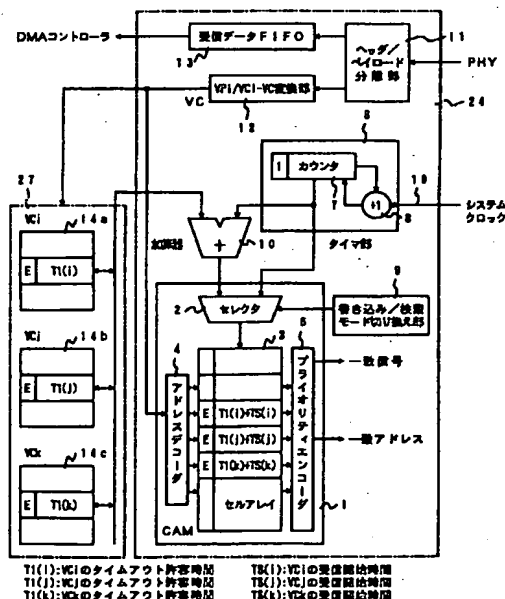 DMAコントローラ
受信データFIFO
13
ヘッダ/
ペイロード
分離部
11
PHY
VPi/VCi-VC変換部
VC
12
24
6
1 カウンタ
7
+1
8
19
システム
クロック
タイマ部
27
VCi
14a
E T1(i)
VCj
14b
E T1(j)
VCk
14c
E T1(k)
加算器
+
10
2
セレクタ
9
書き込み/検索
モード切り換え部
3
5
4
アドレスデコーダ
E T1(i)+TS(i)
E T1(j)+TS(j)
E T1(k)+TS(k)
セルアレイ
プライオリティエンコーダ
一致信号
一致アドレス
1
CAM
T1(i):VCiのタイムアウト許容時間 TS(i):VCiの受信開始時間
T1(j):VCjのタイムアウト許容時間 TS(j):VCjの受信開始時間
T1(k):VCkのタイムアウト許容時間 TS(k):VCkの受信開始時間